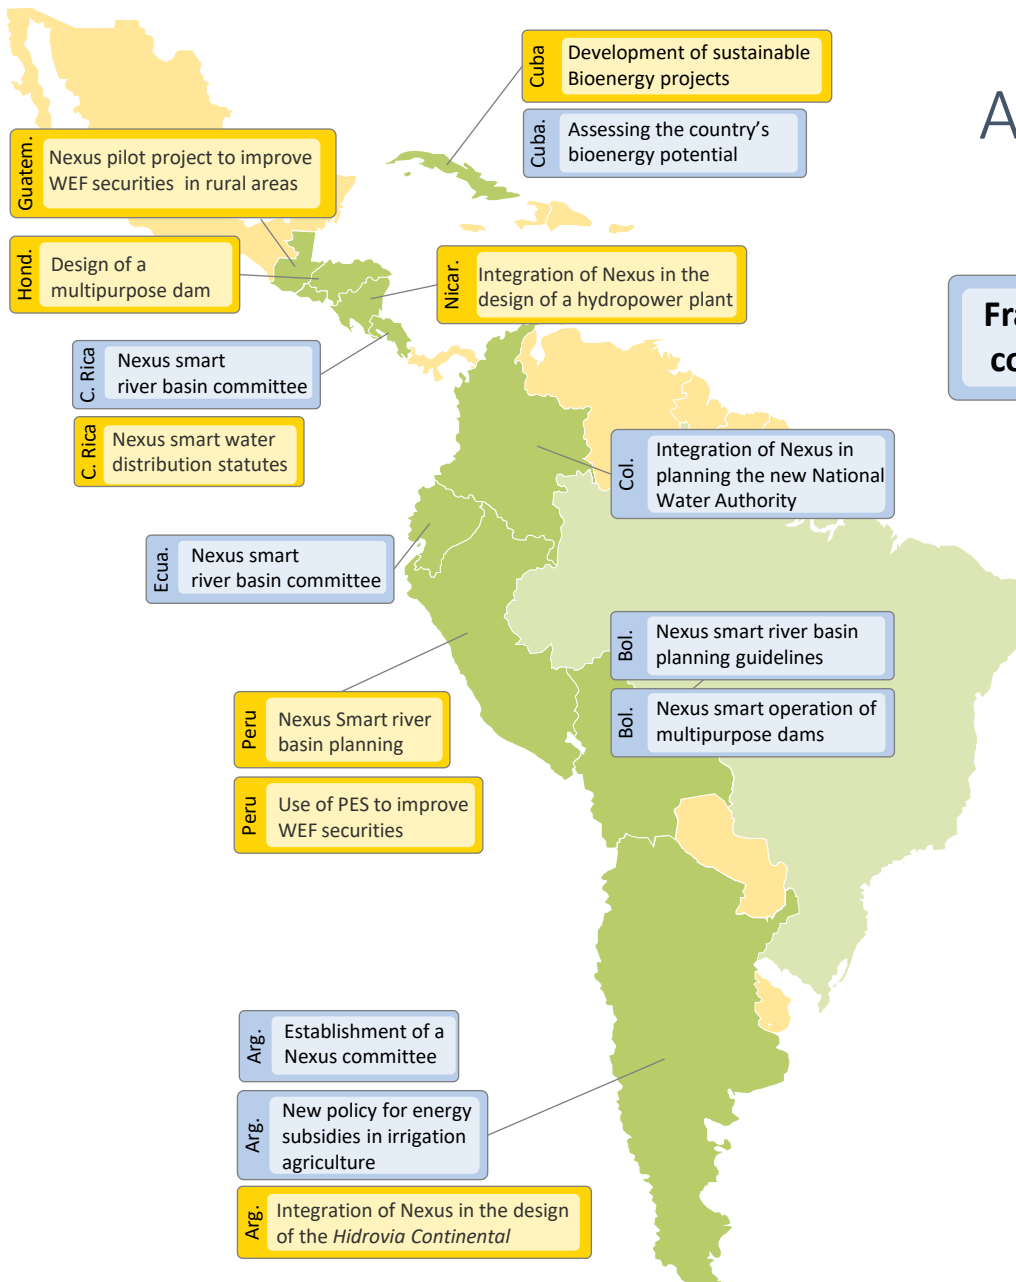 Cuba
Development of sustainable
Bioenergy projects
Cuba.
Assessing the country's
bioenergy potential
A
Guatem.
Nexus pilot project to improve
WEF securities in rural areas
Hond.
Design of a
multipurpose dam
Nicar.
Integration of Nexus in the
design of a hydropower plant
Fra
co
C. Rica
Nexus smart
river basin committee
C. Rica
Nexus smart water
distribution statutes
Col.
Integration of Nexus in
planning the new National
Water Authority
Ecua.
Nexus smart
river basin committee
Bol.
Nexus smart river basin
planning guidelines
Bol.
Nexus smart operation of
multipurpose dams
Peru
Nexus Smart river
basin planning
Peru
Use of PES to improve
WEF securities
Arg.
Establishment of a
Nexus committee
Arg.
New policy for energy
subsidies in irrigation
agriculture
Arg.
Integration of Nexus in the design
of the Hidrovia Continental